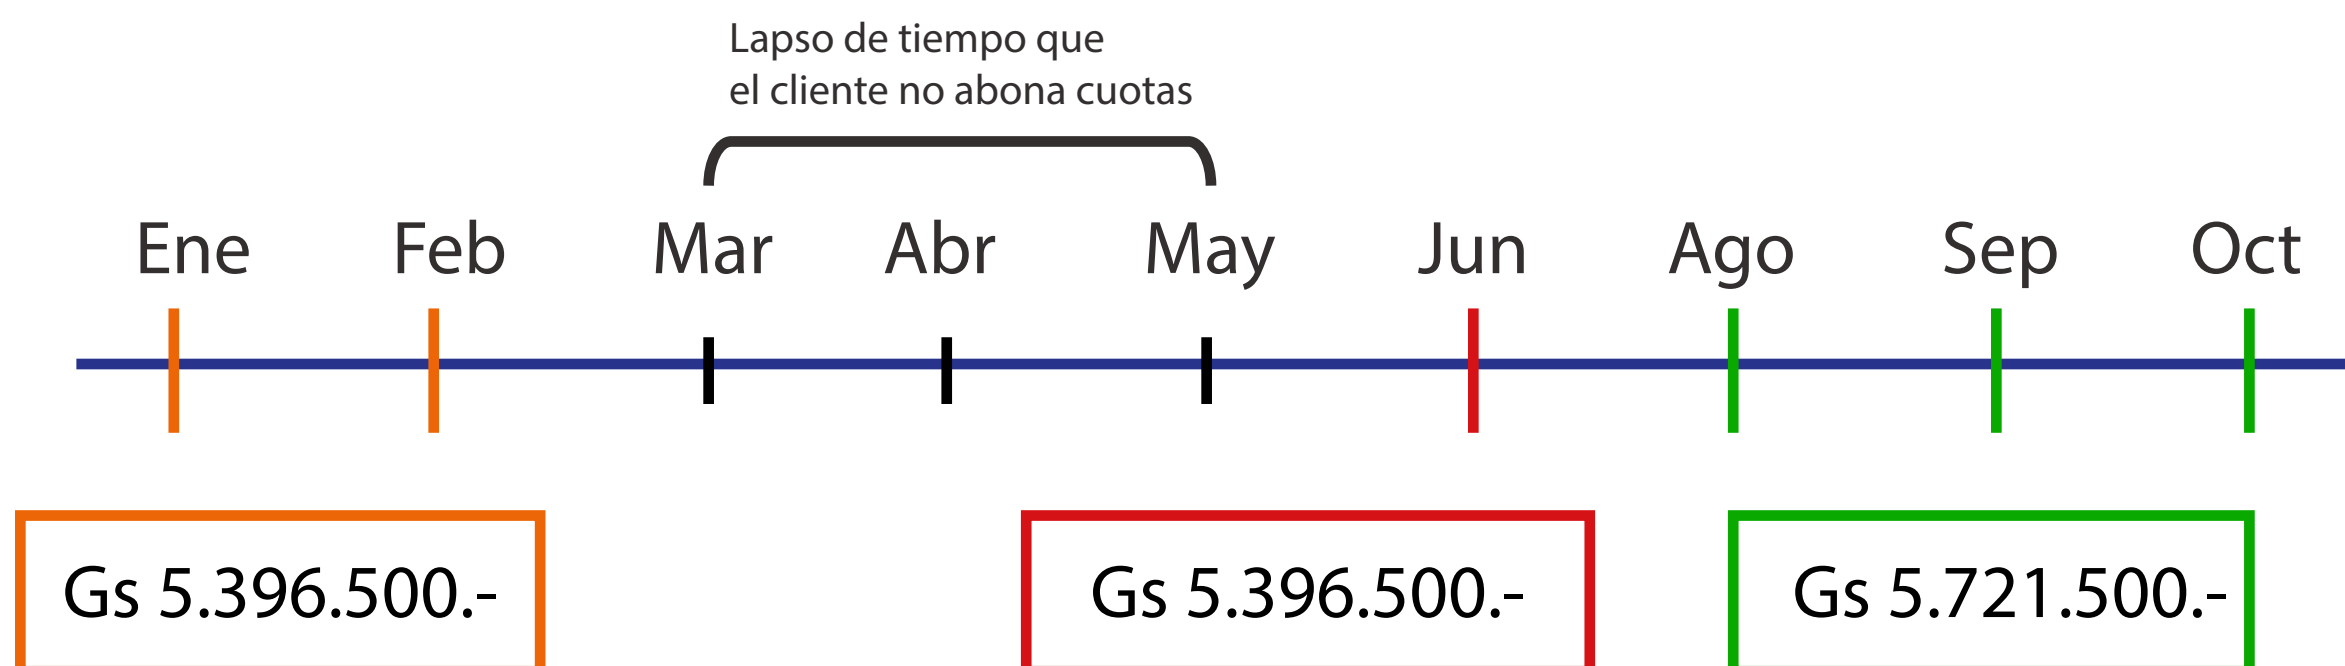 Lapso de tiempo que
el cliente no abona cuotas
Ene Feb Mar Abr May Jun Ago Sep Oct
Gs 5.396.500.- Gs 5.396.500.- Gs 5.721.500.-